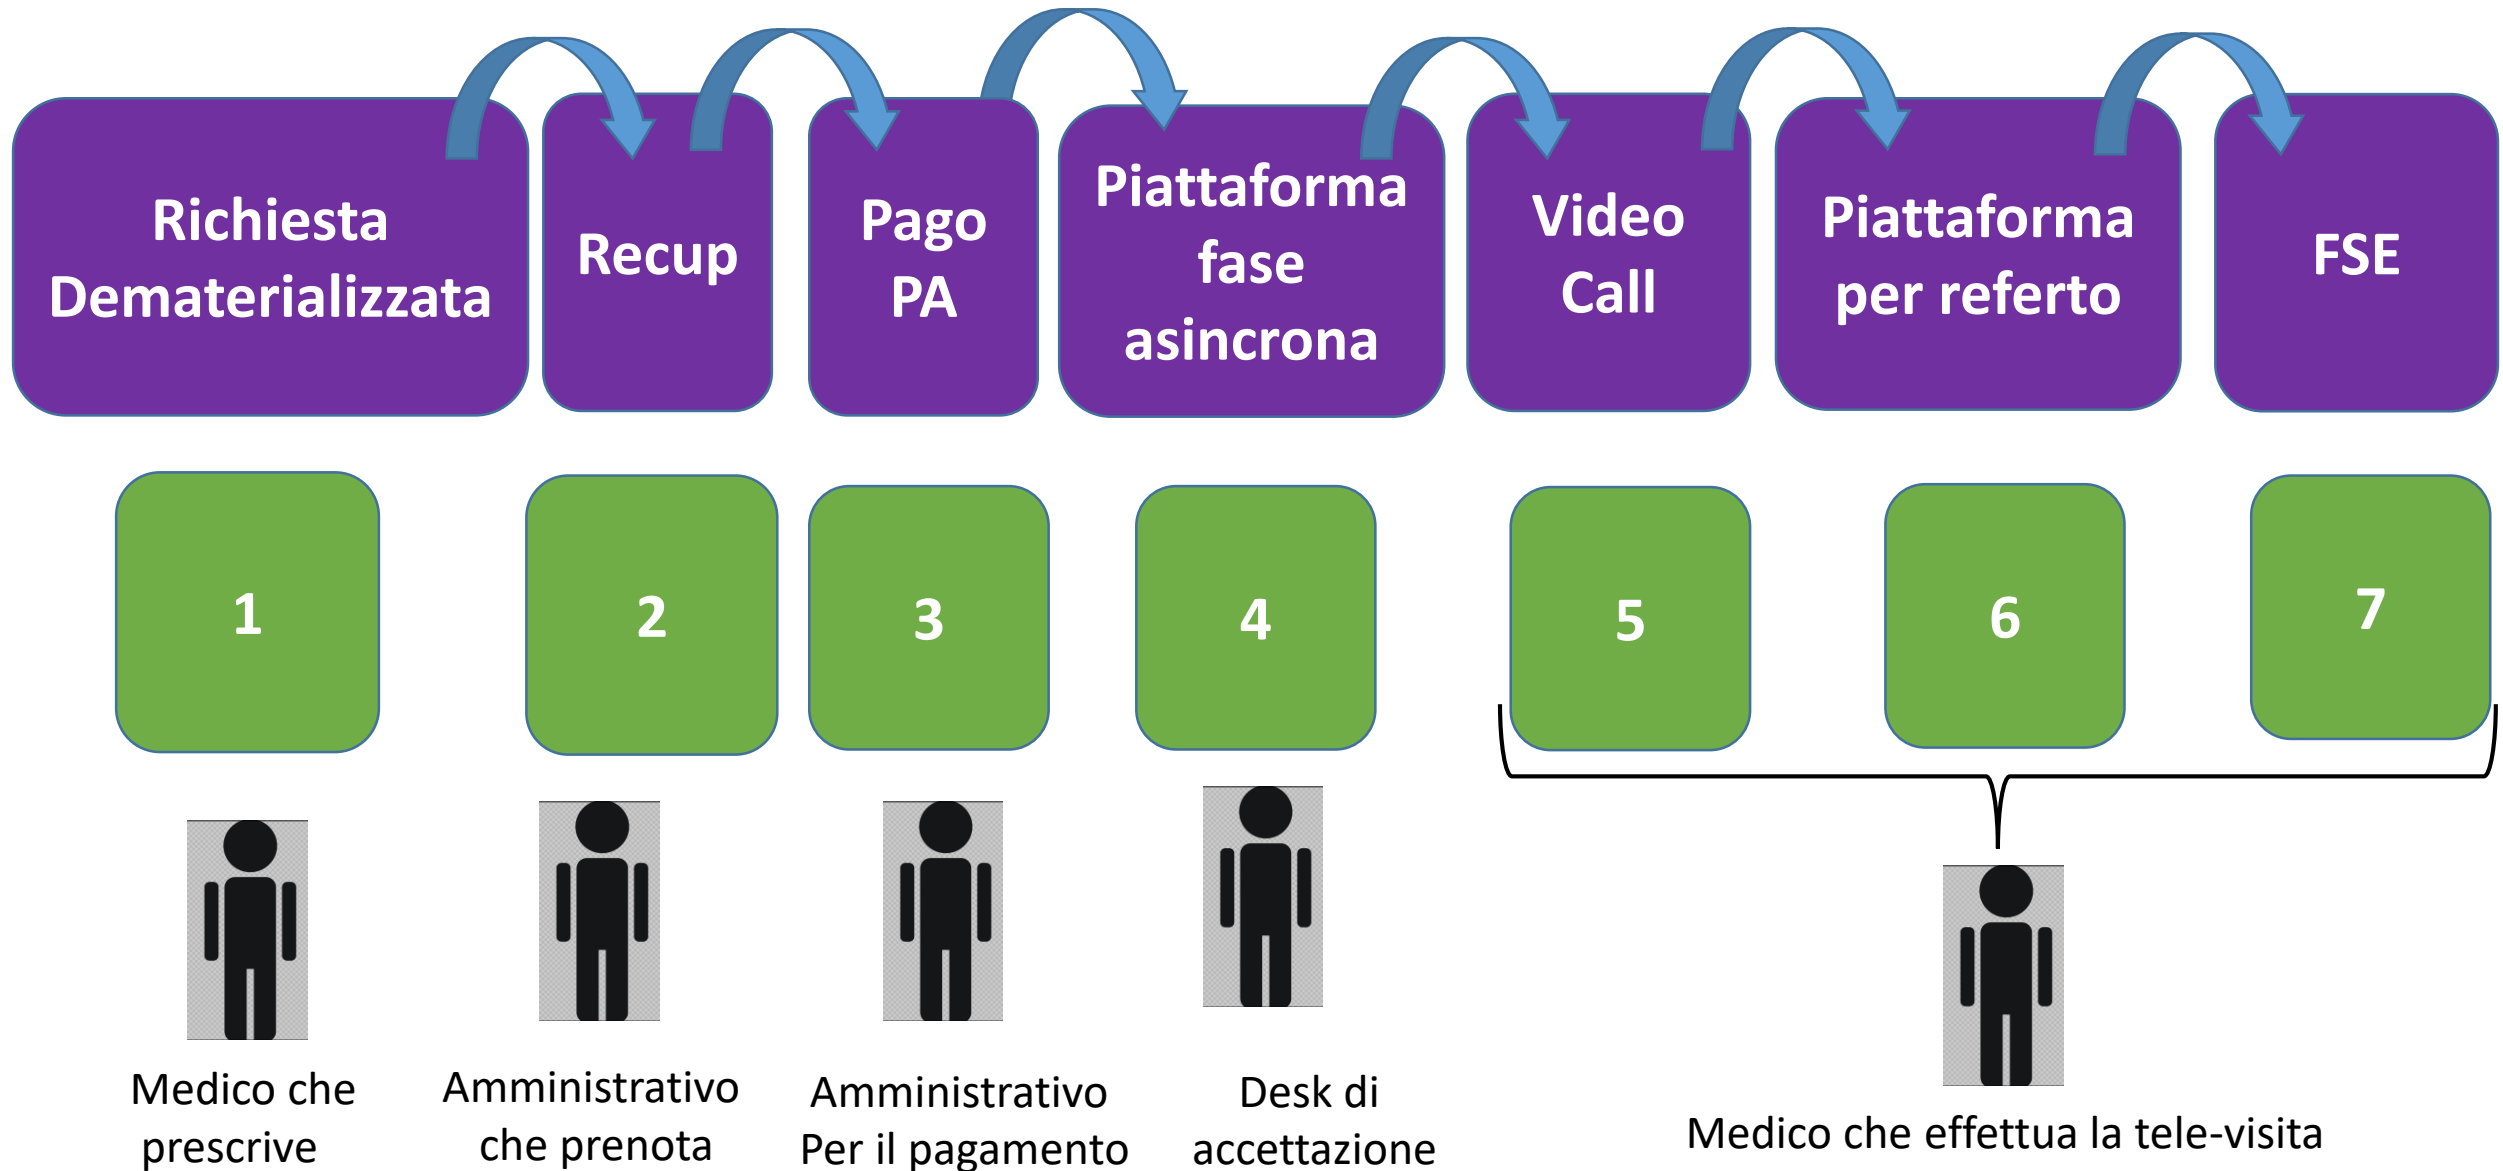 Richiesta
Dematerializzata
Recup
Pago
PA
Piattaforma
fase
asincrona
Video
Call
Piattaforma
per referto
FSE
1
2
3
4
5
6
7
Medico che
prescrive
Amministrativo
che prenota
Amministrativo
Per il pagamento
Desk di
accettazione
Medico che effettua la tele-visita